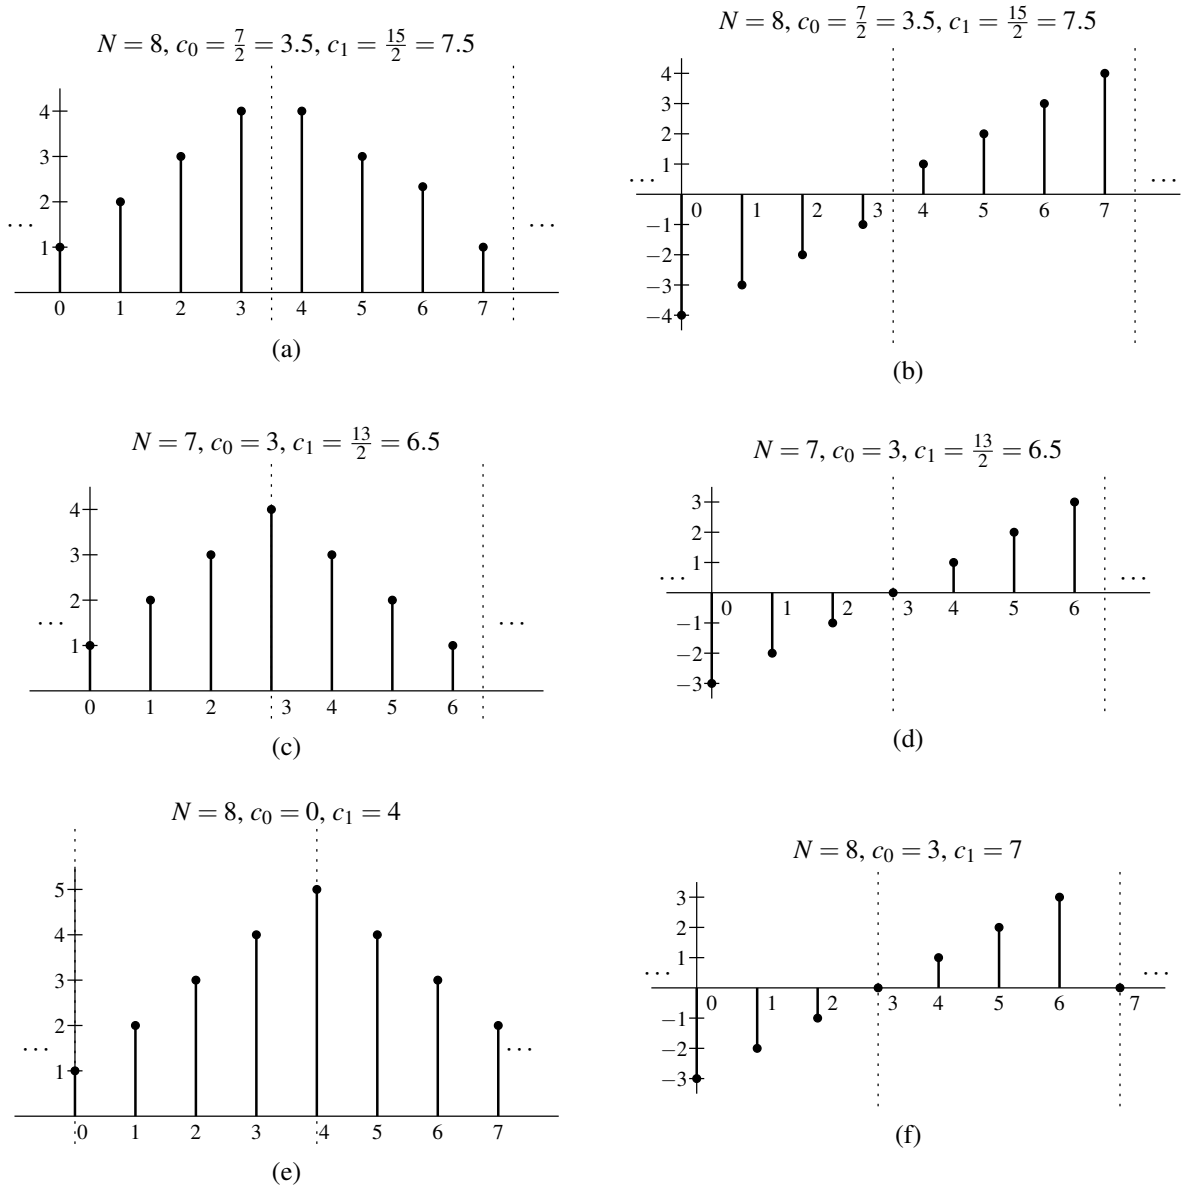 N = 8, c₀ = 7/2 = 3.5, c₁ = 15/2 = 7.5
4
3
2
1
... ...
0 1 2 3 4 5 6 7
(a)
N = 8, c₀ = 7/2 = 3.5, c₁ = 15/2 = 7.5
4
3
2
1
... ...
0 1 2 3 4 5 6 7
−1
−2
−3
−4
(b)
N = 7, c₀ = 3, c₁ = 13/2 = 6.5
4
3
2
1
... ...
0 1 2 3 4 5 6
(c)
N = 7, c₀ = 3, c₁ = 13/2 = 6.5
3
2
1
... ...
0 1 2 3 4 5 6
−1
−2
−3
(d)
N = 8, c₀ = 0, c₁ = 4
5
4
3
2
... ...
1
0 1 2 3 4 5 6 7
(e)
N = 8, c₀ = 3, c₁ = 7
3
2
1
... ...
0 1 2 3 4 5 6 7
−1
−2
−3
(f)